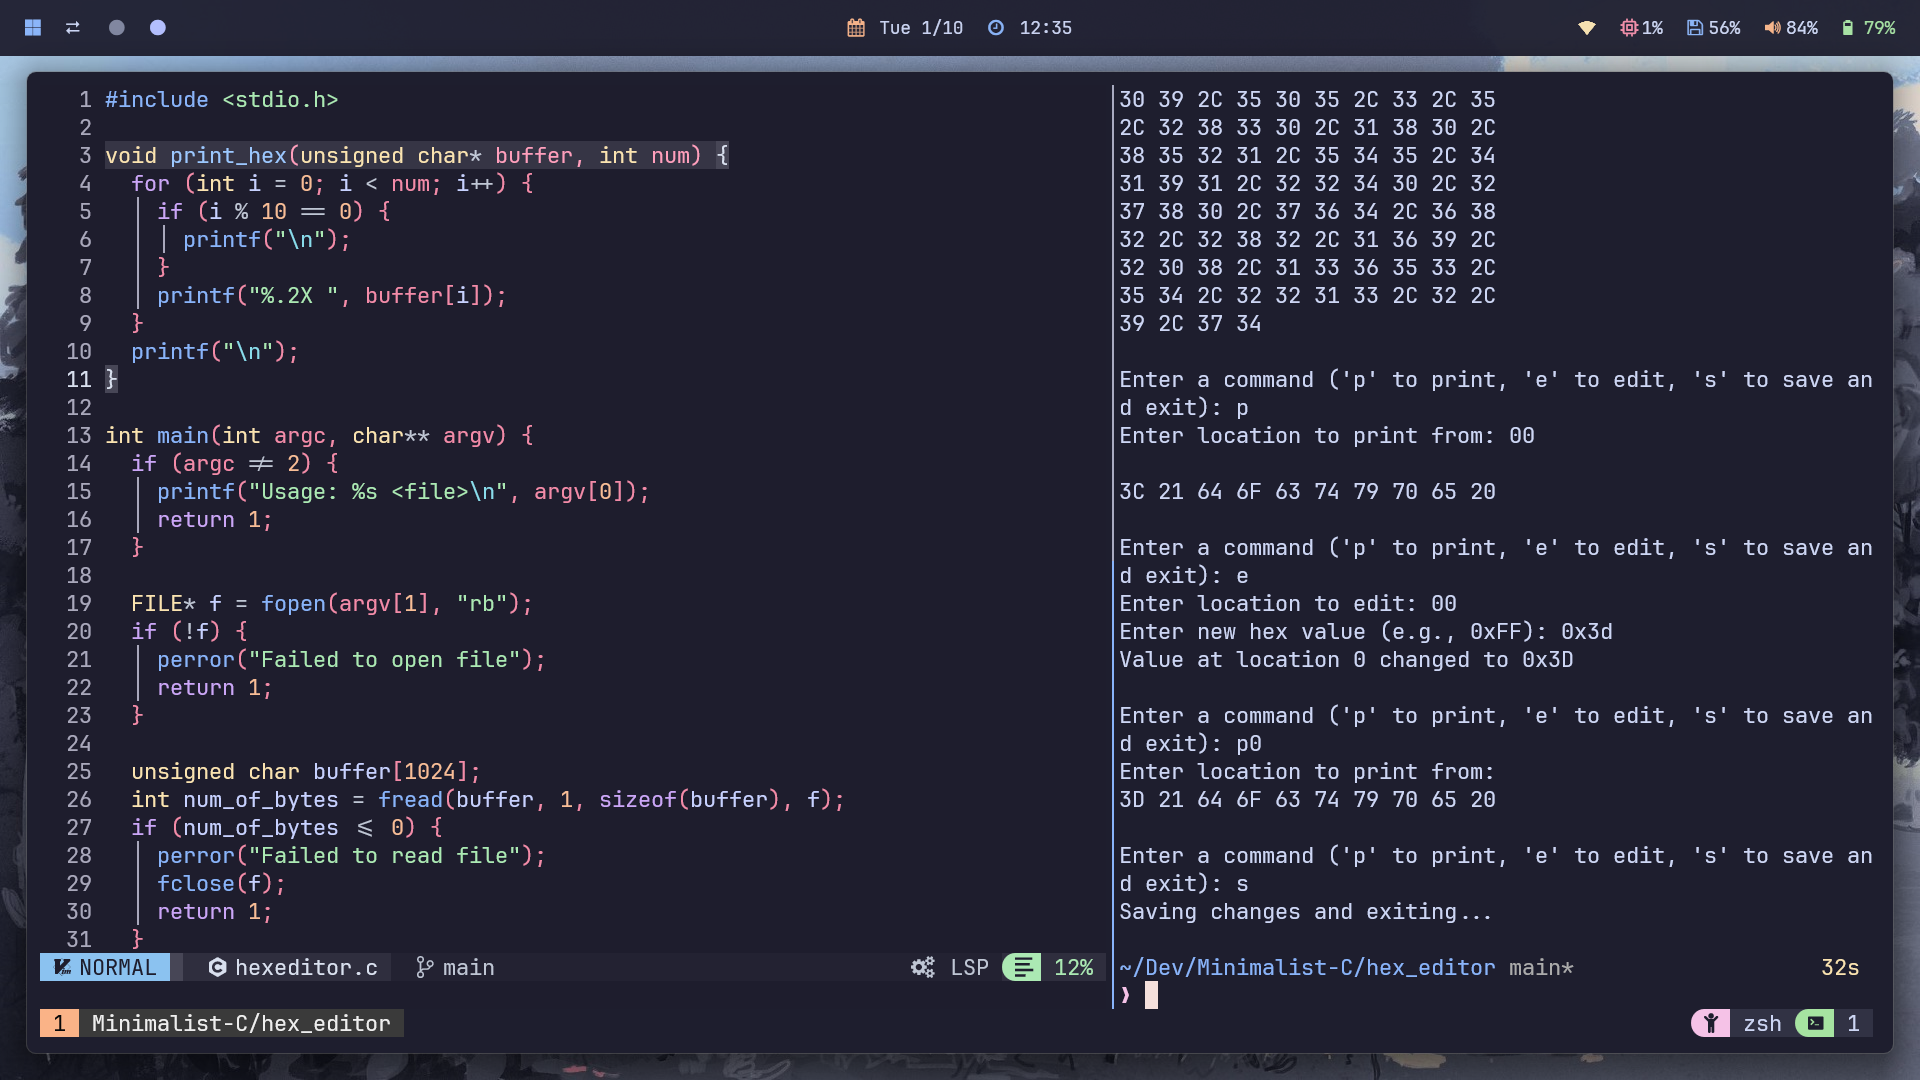 Tue 1/10 12:35 1% 56% 84% 79%
1 #include <stdio.h>
2
3 void print_hex(unsigned char* buffer, int num) {
4 for (int i = 0; i < num; i++) {
5 if (i % 10 == 0) {
6 printf("\n");
7 }
8 printf("%.2X ", buffer[i]);
9 }
10 printf("\n");
11 }
12
13 int main(int argc, char** argv) {
14 if (argc != 2) {
15 printf("Usage: %s <file>\n", argv[0]);
16 return 1;
17 }
18
19 FILE* f = fopen(argv[1], "rb");
20 if (!f) {
21 perror("Failed to open file");
22 return 1;
23 }
24
25 unsigned char buffer[1024];
26 int num_of_bytes = fread(buffer, 1, sizeof(buffer), f);
27 if (num_of_bytes <= 0) {
28 perror("Failed to read file");
29 fclose(f);
30 return 1;
31 }
NORMAL hexeditor.c main LSP 12%
30 39 2C 35 30 35 2C 33 2C 35
2C 32 38 33 30 2C 31 38 30 2C
38 35 32 31 2C 35 34 35 2C 34
31 39 31 2C 32 32 34 30 2C 32
37 38 30 2C 37 36 34 2C 36 38
32 2C 32 38 32 2C 31 36 39 2C
32 30 38 2C 31 33 36 35 33 2C
35 34 2C 32 32 31 33 2C 32 2C
39 2C 37 34
Enter a command ('p' to print, 'e' to edit, 's' to save an
d exit): p
Enter location to print from: 00
3C 21 64 6F 63 74 79 70 65 20
Enter a command ('p' to print, 'e' to edit, 's' to save an
d exit): e
Enter location to edit: 00
Enter new hex value (e.g., 0xFF): 0x3d
Value at location 0 changed to 0x3D
Enter a command ('p' to print, 'e' to edit, 's' to save an
d exit): p0
Enter location to print from:
3D 21 64 6F 63 74 79 70 65 20
Enter a command ('p' to print, 'e' to edit, 's' to save an
d exit): s
Saving changes and exiting...
~/Dev/Minimalist-C/hex_editor main* 32s
❯
1 Minimalist-C/hex_editor zsh 1